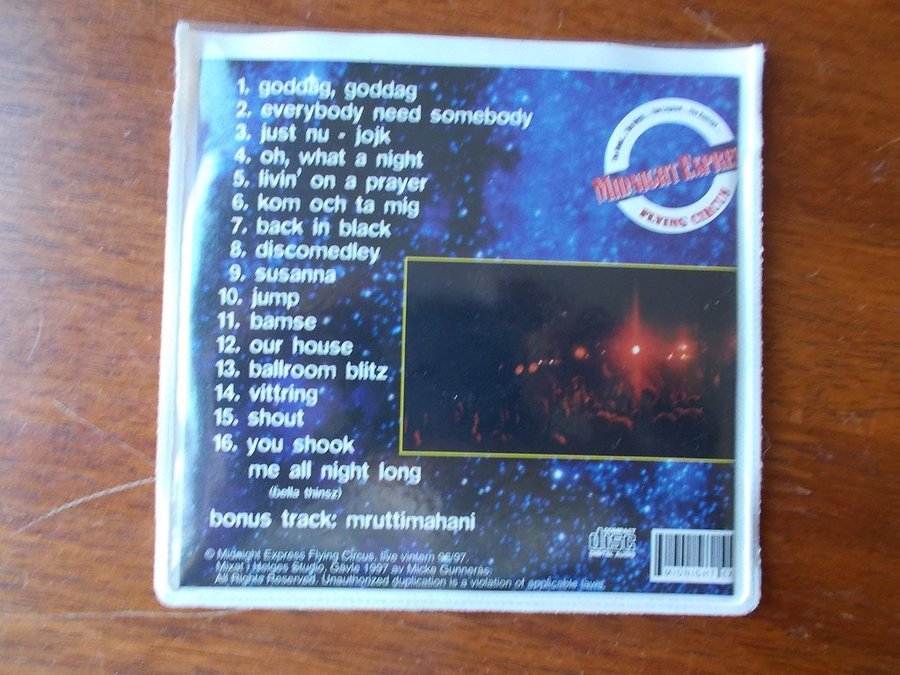 1. goddag, goddag
2. everybody need somebody
3. just nu - jojk
4. oh, what a night
5. livin' on a prayer
6. kom och ta mig
7. back in black
8. discomedley
9. susanna
10. jump
11. bamse
12. our house
13. ballroom blitz
14. vittring
15. shout
16. you shook
me all night long
(bella thinsz)
bonus track: mruttimahani
© Midnight Express Flying Circus, live vintern 96/97.
Mixat i Helges Studio, Gävle 1997 av Micke Gunnerås.
All Rights Reserved. Unauthorized duplication is a violation of applicable laws.
MIDNIGHT EXPRE
FLYING CIRCUS
COMPACT
disc
DIGITAL AUDIO
MIDNIGHT EX